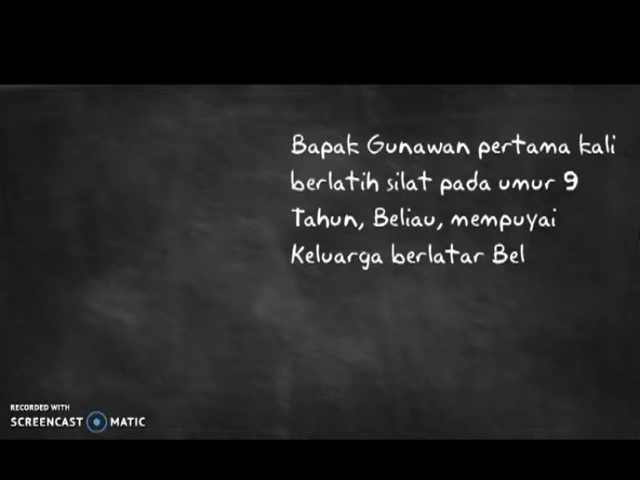 Bapak Gunawan pertama kali
berlatih silat pada umur 9
Tahun, Beliau, mempuyai
Keluarga berlatar Bel
RECORDED WITH
SCREENCAST MATIC